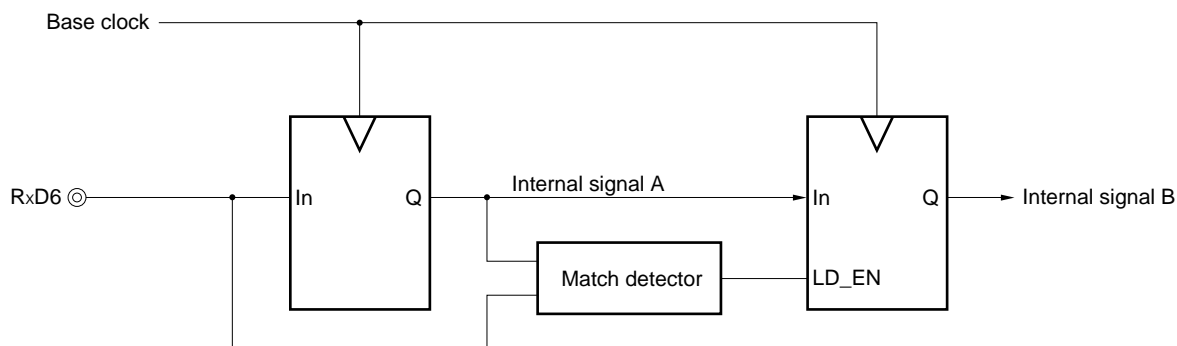 Base clock
RxD6
In
Q
Internal signal A
In
Q
Internal signal B
Match detector
LD_EN